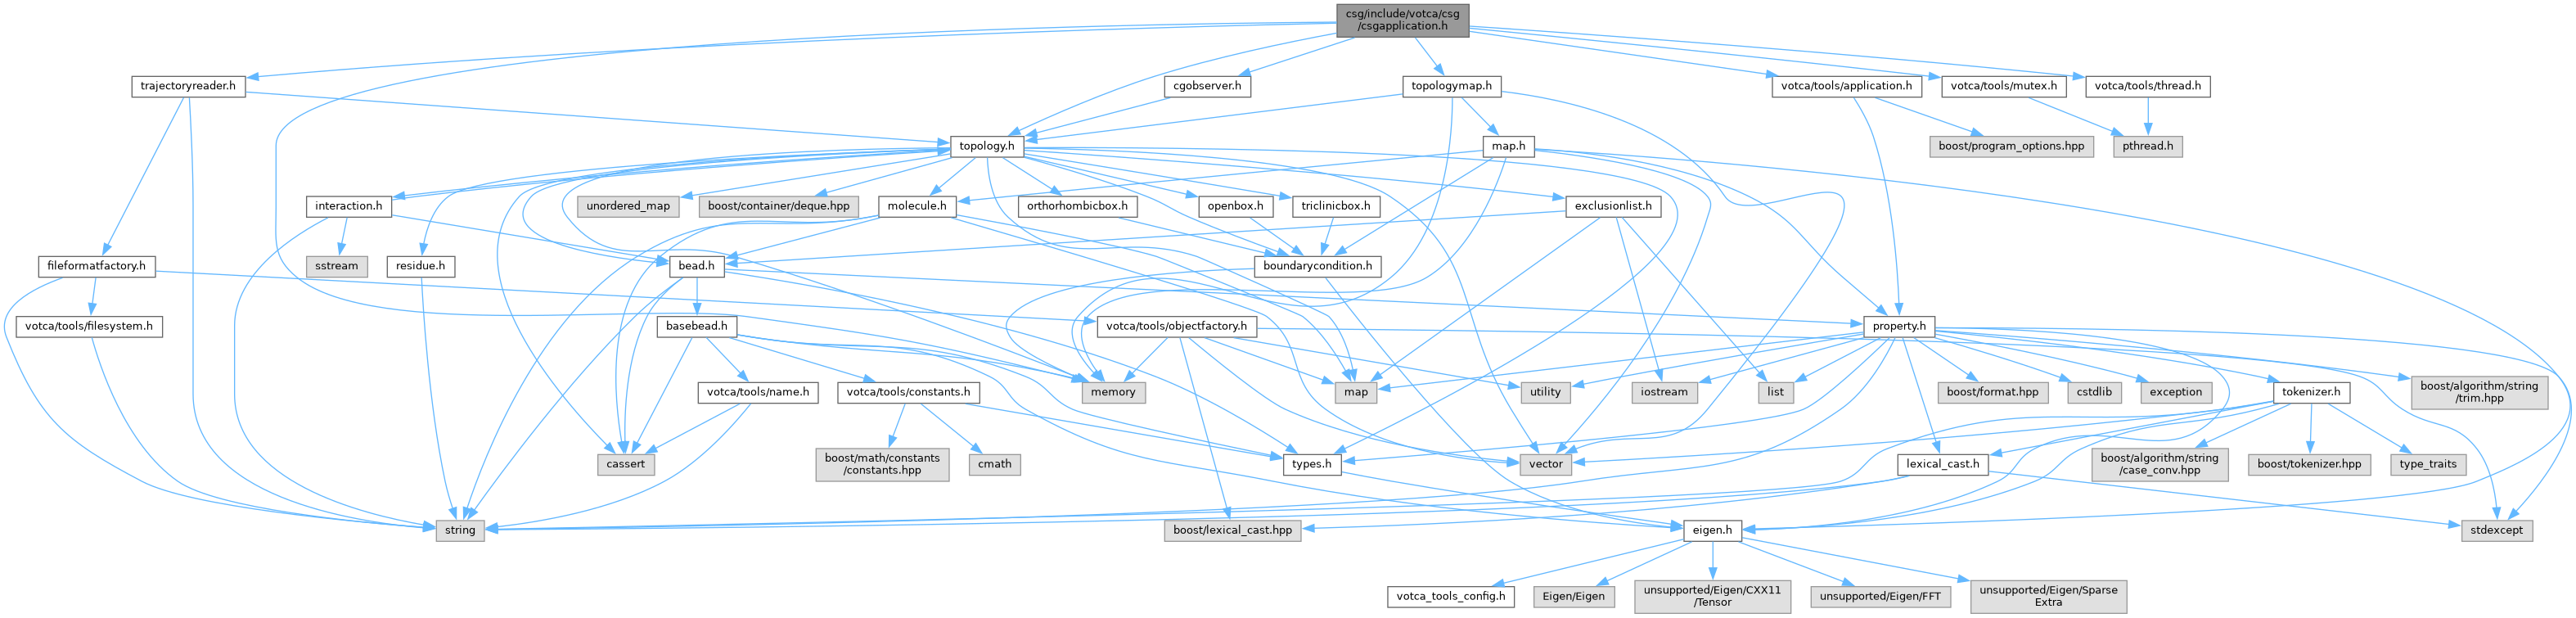 csg/include/votca/csg
/csgapplication.h
trajectoryreader.h
cgobserver.h
topologymap.h
votca/tools/application.h
votca/tools/mutex.h
votca/tools/thread.h
topology.h
map.h
boost/program_options.hpp
pthread.h
interaction.h
unordered_map
boost/container/deque.hpp
molecule.h
orthorhombicbox.h
openbox.h
triclinicbox.h
exclusionlist.h
fileformatfactory.h
sstream
residue.h
bead.h
boundarycondition.h
votca/tools/filesystem.h
basebead.h
votca/tools/objectfactory.h
property.h
votca/tools/name.h
votca/tools/constants.h
memory
map
utility
iostream
list
boost/format.hpp
cstdlib
exception
tokenizer.h
boost/algorithm/string
/trim.hpp
cassert
boost/math/constants
/constants.hpp
cmath
types.h
vector
lexical_cast.h
boost/algorithm/string
/case_conv.hpp
boost/tokenizer.hpp
type_traits
string
boost/lexical_cast.hpp
eigen.h
stdexcept
votca_tools_config.h
Eigen/Eigen
unsupported/Eigen/CXX11
/Tensor
unsupported/Eigen/FFT
unsupported/Eigen/Sparse
Extra